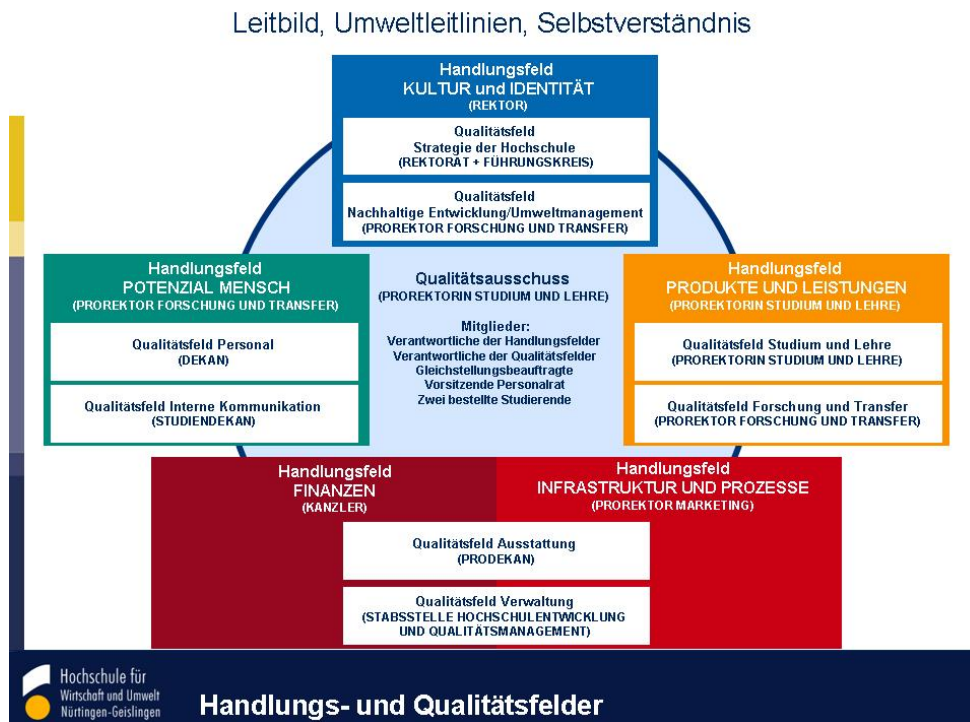 Leitbild, Umweltleitlinien, Selbstverständnis
Handlungsfeld
KULTUR und IDENTITÄT
(REKTOR)
Qualitätsfeld
Strategie der Hochschule
(REKTORAT + FÜHRUNGSKREIS)
Qualitätsfeld
Nachhaltige Entwicklung/Umweltmanagement
(PROREKTOR FORSCHUNG UND TRANSFER)
Handlungsfeld
POTENZIAL MENSCH
(PROREKTOR FORSCHUNG UND TRANSFER)
Qualitätsfeld Personal
(DEKAN)
Qualitätsfeld Interne Kommunikation
(STUDIENDEKAN)
Qualitätsausschuss
(PROREKTORIN STUDIUM UND LEHRE)
Mitglieder:
Verantwortliche der Handlungsfelder
Verantwortliche der Qualitätsfelder
Gleichstellungsbeauftragte
Vorsitzende Personalrat
Zwei bestellte Studierende
Handlungsfeld
PRODUKTE UND LEISTUNGEN
(PROREKTORIN STUDIUM UND LEHRE)
Qualitätsfeld Studium und Lehre
(PROREKTORIN STUDIUM UND LEHRE)
Qualitätsfeld Forschung und Transfer
(PROREKTOR FORSCHUNG UND TRANSFER)
Handlungsfeld
FINANZEN
(KANZLER)
Handlungsfeld
INFRASTRUKTUR UND PROZESSE
(PROREKTOR MARKETING)
Qualitätsfeld Ausstattung
(PRODEKAN)
Qualitätsfeld Verwaltung
(STABSSTELLE HOCHSCHULENTWICKLUNG
UND QUALITÄTSMANAGEMENT)
Hochschule für
Wirtschaft und Umwelt
Nürtingen-Geislingen
Handlungs- und Qualitätsfelder